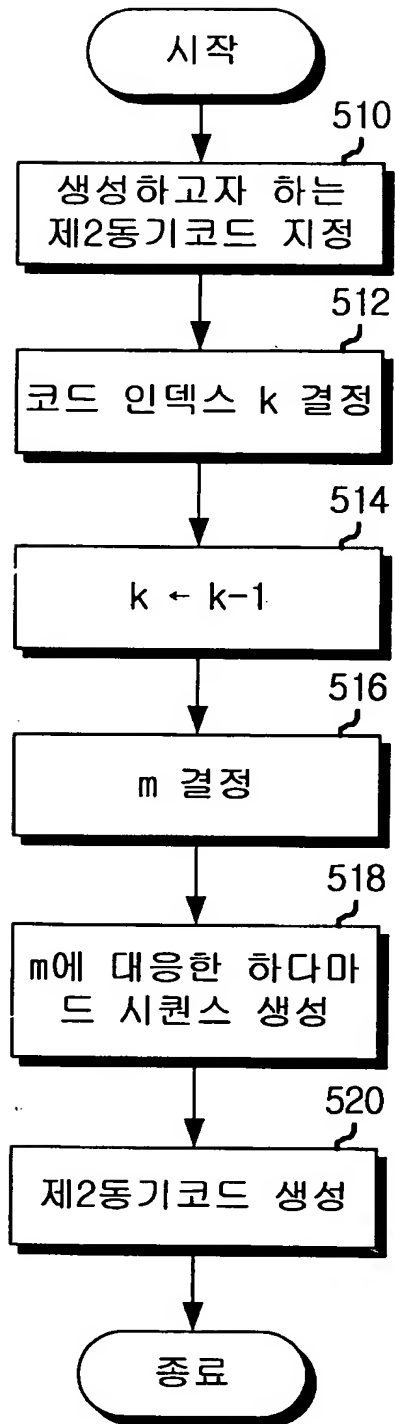 시작
510
생성하고자 하는
제2동기코드 지정
512
코드 인덱스 k 결정
514
k ← k-1
516
m 결정
518
m에 대응한 하다마
드 시퀀스 생성
520
제2동기코드 생성
종료